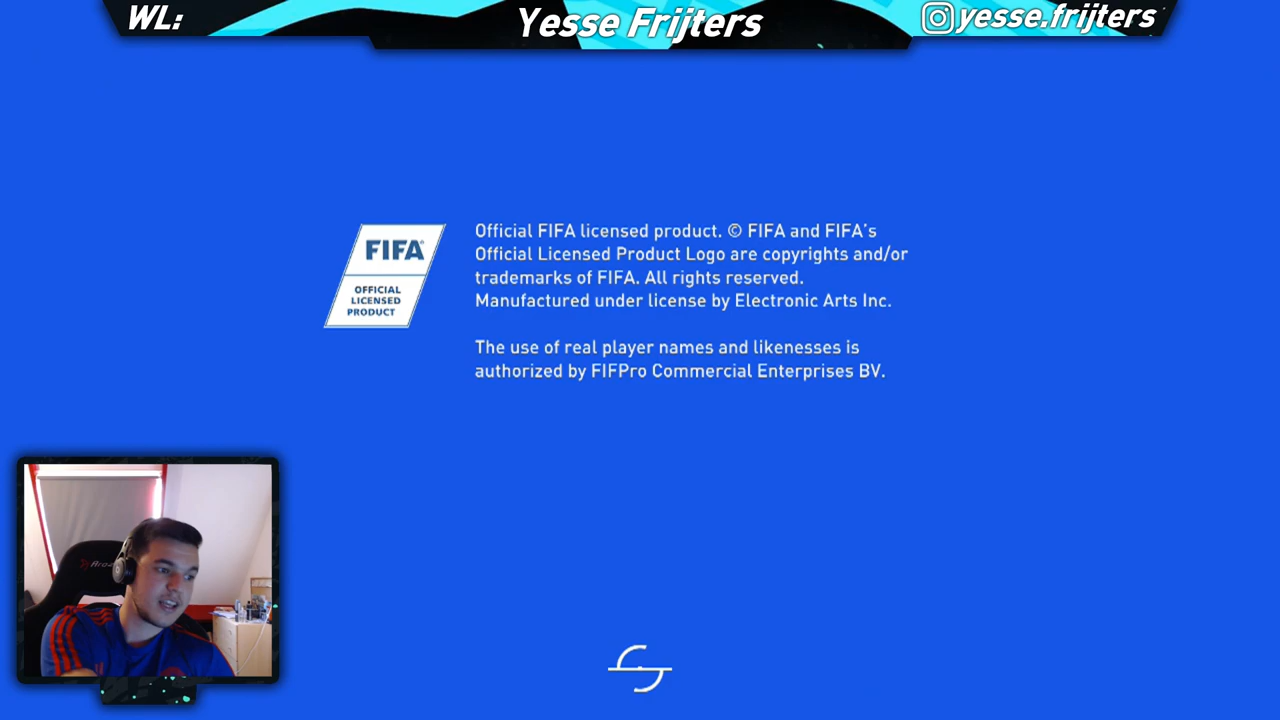 WL:
Yesse Frijters
yesse.frijters
FIFA
OFFICIAL
LICENSED
PRODUCT
Official FIFA licensed product. © FIFA and FIFA's
Official Licensed Product Logo are copyrights and/or
trademarks of FIFA. All rights reserved.
Manufactured under license by Electronic Arts Inc.
The use of real player names and likenesses is
authorized by FIFPro Commercial Enterprises BV.